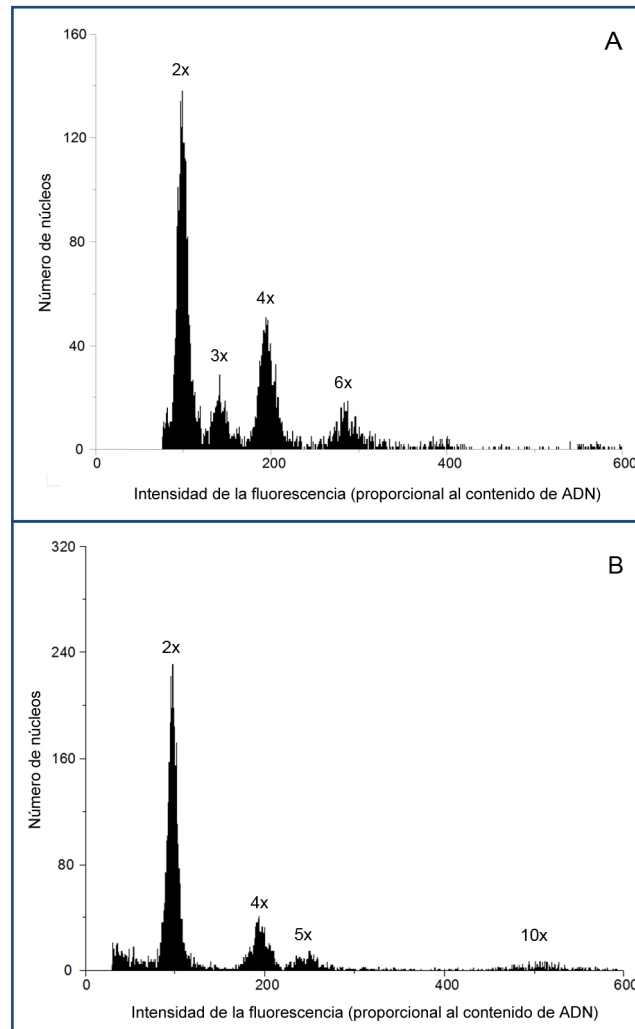 A
160
120
80
40
0
Número de núcleos
2x
3x
4x
6x
0
200
400
600
Intensidad de la fluorescencia (proporcional al contenido de ADN)
B
320
240
160
80
0
Número de núcleos
2x
4x
5x
10x
0
200
400
600
Intensidad de la fluorescencia (proporcional al contenido de ADN)